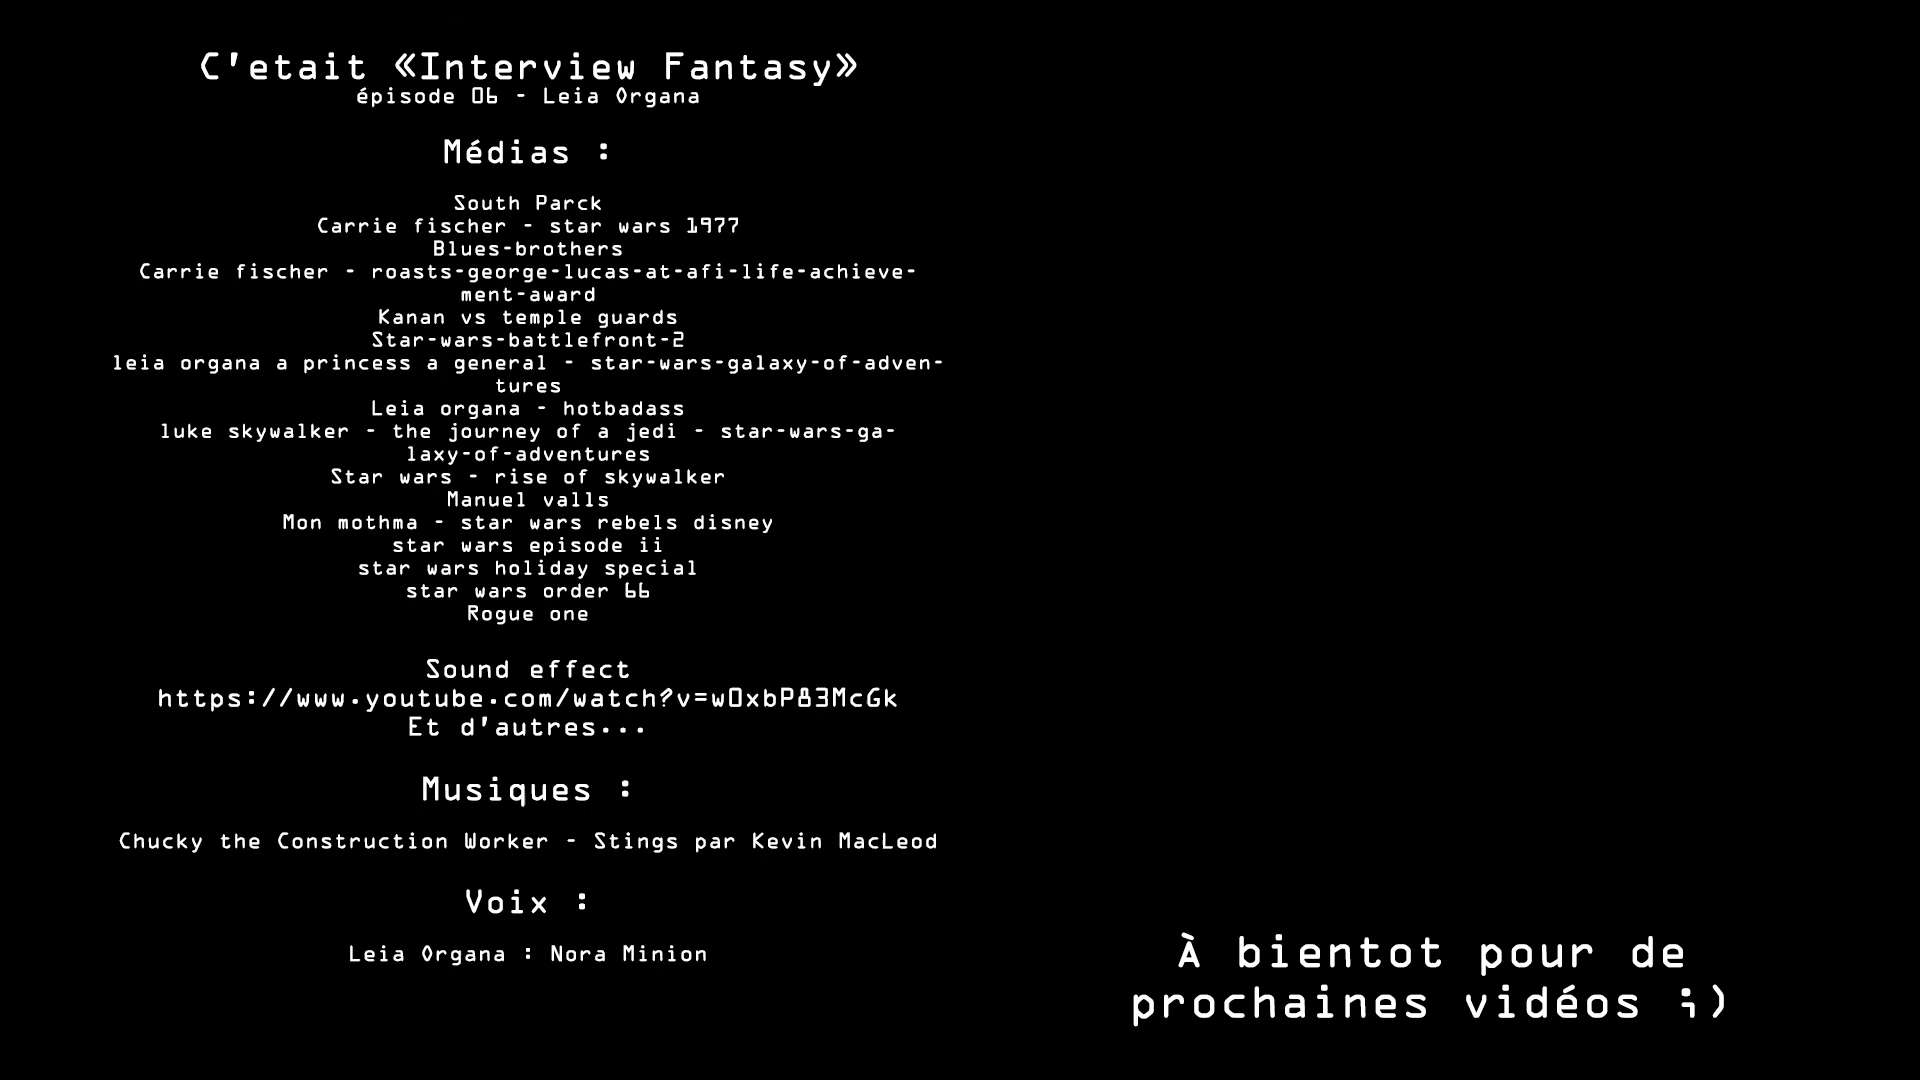 C'etait «Interview Fantasy»
épisode 06 - Leia Organa
Médias :
South Parck
Carrie fischer - star wars 1977
Blues-brothers
Carrie fischer - roasts-george-lucas-at-afi-life-achieve-
ment-award
Kanan vs temple guards
Star-wars-battlefront-2
leia organa a princess a general - star-wars-galaxy-of-adven-
tures
Leia organa - hotbadass
luke skywalker - the journey of a jedi - star-wars-ga-
laxy-of-adventures
Star wars - rise of skywalker
Manuel valls
Mon mothma - star wars rebels disney
star wars episode ii
star wars holiday special
star wars order 66
Rogue one
Sound effect
https://www.youtube.com/watch?v=w0xbP83McGk
Et d'autres...
Musiques :
Chucky the Construction Worker - Stings par Kevin MacLeod
Voix :
Leia Organa : Nora Minion
À bientot pour de
prochaines vidéos ;)